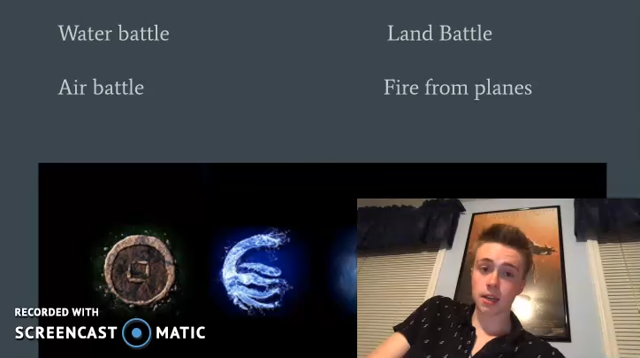 Water battle
Land Battle
Air battle
Fire from planes
RECORDED WITH
SCREENCAST MATIC